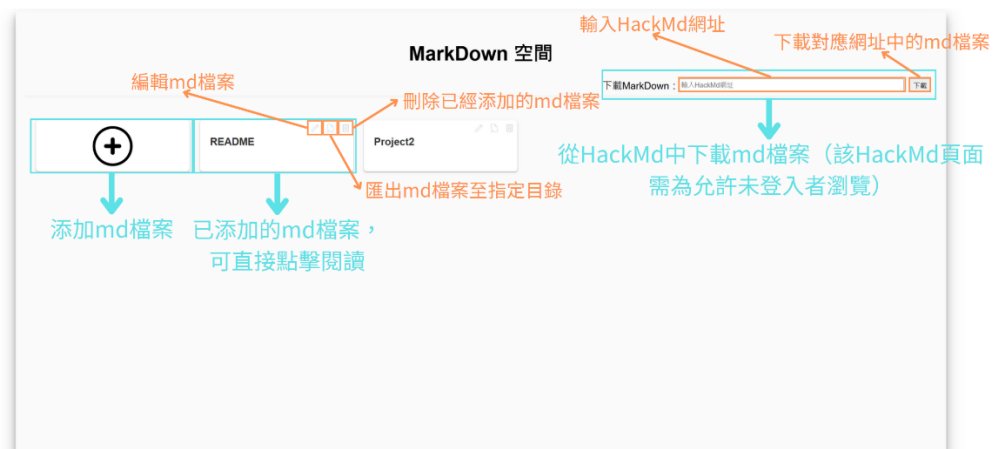 輸入HackMd網址
下載對應網址中的md檔案
MarkDown 空間
編輯md檔案
下載MarkDown：
輸入HackMd網址
下載
刪除已經添加的md檔案
README
Project2
從HackMd中下載md檔案（該HackMd頁面
需為允許未登入者瀏覽）
匯出md檔案至指定目錄
添加md檔案
已添加的md檔案，
可直接點擊閱讀